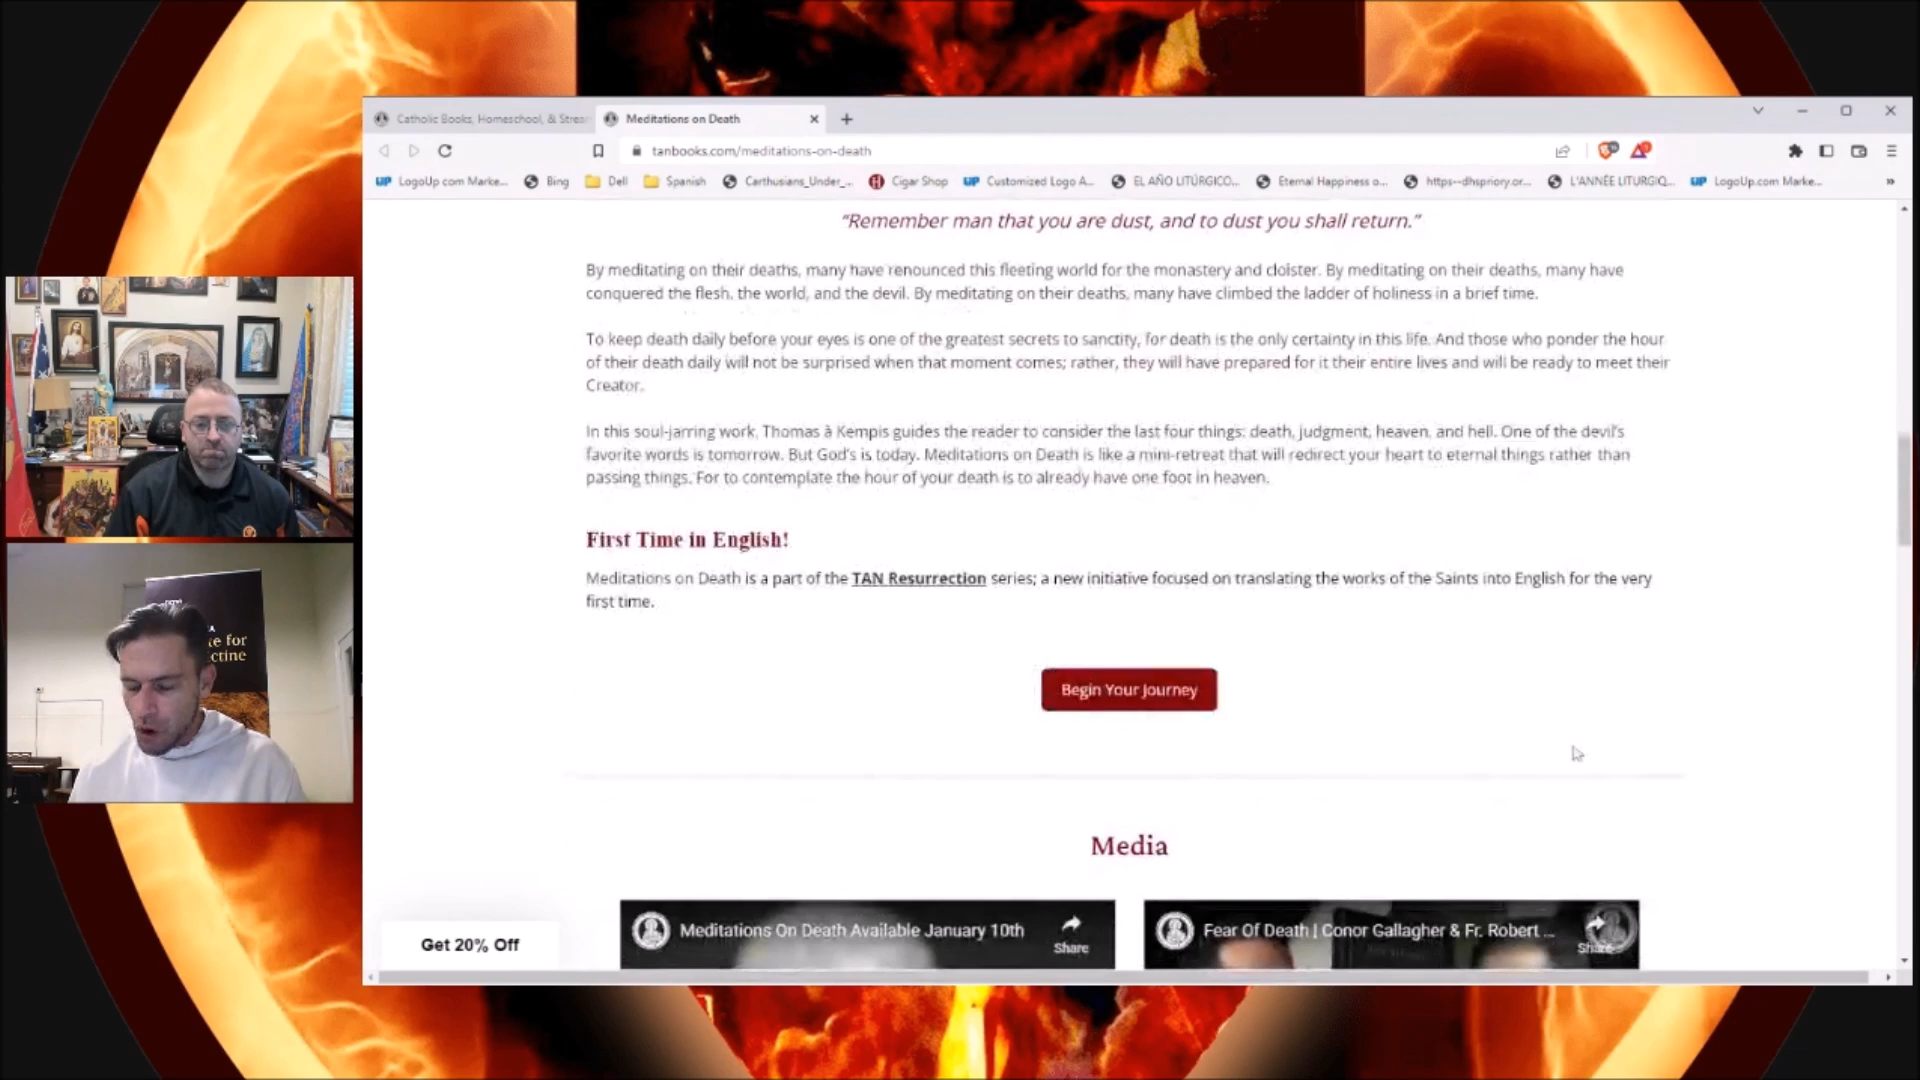 Catholic Books, Homeschool, & Strea
Meditations on Death
tanbooks.com/meditations-on-death
LogoUp com Marke...
Bing
Dell
Spanish
Carthusians_Under_...
Cigar Shop
Customized Logo A...
EL AÑO LITÚRGICO...
Eternal Happiness o...
https--dhspriory.or...
L'ANNÉE LITURGIQ...
LogoUp.com Marke...
“Remember man that you are dust, and to dust you shall return.”
By meditating on their deaths, many have renounced this fleeting world for the monastery and cloister. By meditating on their deaths, many have
conquered the flesh, the world, and the devil. By meditating on their deaths, many have climbed the ladder of holiness in a brief time.
To keep death daily before your eyes is one of the greatest secrets to sanctity, for death is the only certainty in this life. And those who ponder the hour
of their death daily will not be surprised when that moment comes; rather, they will have prepared for it their entire lives and will be ready to meet their
Creator.
In this soul-jarring work, Thomas à Kempis guides the reader to consider the last four things: death, judgment, heaven, and hell. One of the devil’s
favorite words is tomorrow. But God’s is today. Meditations on Death is like a mini-retreat that will redirect your heart to eternal things rather than
passing things. For to contemplate the hour of your death is to already have one foot in heaven.
First Time in English!
Meditations on Death is a part of the TAN Resurrection series; a new initiative focused on translating the works of the Saints into English for the very
first time.
Begin Your Journey
Media
Meditations On Death Available January 10th
Share
Fear Of Death | Conor Gallagher & Fr. Robert ...
Share
Get 20% Off
te for
ctine